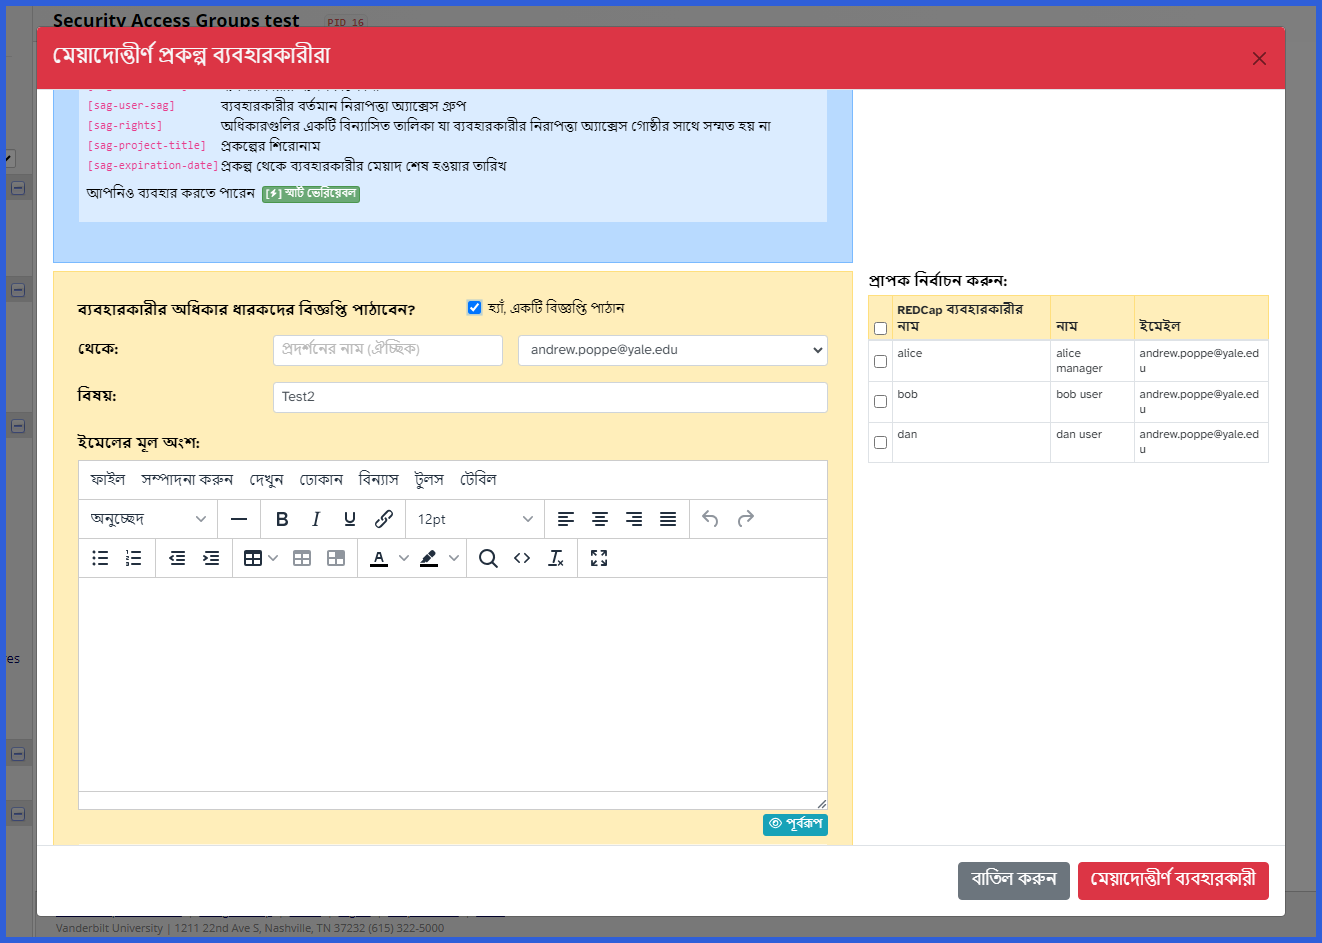 Security Access Groups test PID 16
মেয়াদোত্তীর্ণ প্রকল্প ব্যবহারকারীরা
[sag-user-sag] ব্যবহারকারীর বর্তমান নিরাপত্তা অ্যাক্সেস গ্রুপ
[sag-rights] অধিকারগুলির একটি বিন্যাসিত তালিকা যা ব্যবহারকারীর নিরাপত্তা অ্যাক্সেস গোষ্ঠীর সাথে সম্মত হয় না
[sag-project-title] প্রকল্পের শিরোনাম
[sag-expiration-date] প্রকল্প থেকে ব্যবহারকারীর মেয়াদ শেষ হওয়ার তারিখ
আপনিও ব্যবহার করতে পারেন [⚡] স্মার্ট ভেরিয়েবল
ব্যবহারকারীর অধিকার ধারকদের বিজ্ঞপ্তি পাঠাবেন? হ্যাঁ, একটি বিজ্ঞপ্তি পাঠান
থেকে: প্রদর্শনের নাম (ঐচ্ছিক) andrew.poppe@yale.edu
বিষয়: Test2
ইমেলের মূল অংশ:
ফাইল সম্পাদনা করুন দেখুন ঢোকান বিন্যাস টুলস টেবিল
অনুচ্ছেদ B I U 12pt
পূর্বরূপ
প্রাপক নির্বাচন করুন:
REDCap ব্যবহারকারীর
নাম নাম ইমেইল
alice alice andrew.poppe@yale.ed
manager u
bob bob user andrew.poppe@yale.ed
u
dan dan user andrew.poppe@yale.ed
u
es
বাতিল করুন মেয়াদোত্তীর্ণ ব্যবহারকারী
Vanderbilt University | 1211 22nd Ave S, Nashville, TN 37232 (615) 322-5000